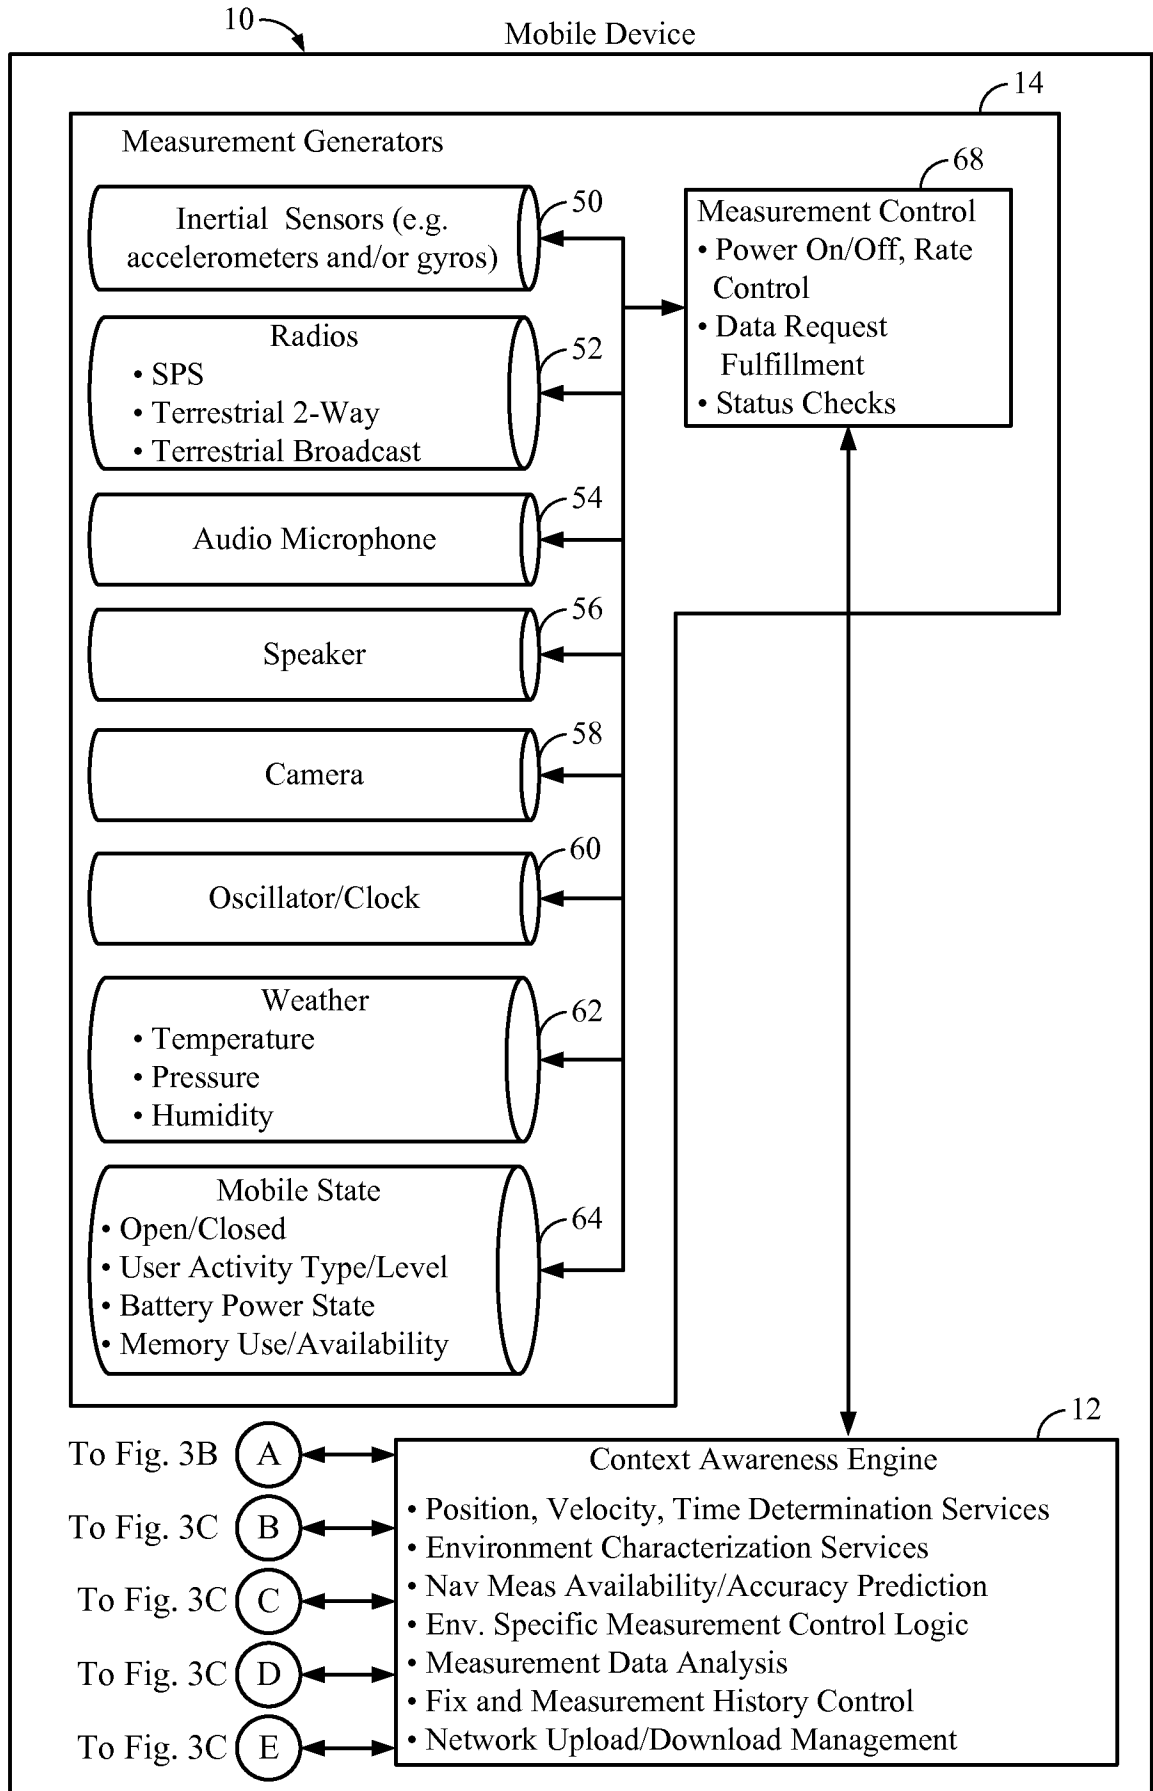 10
Mobile Device
14
Measurement Generators
68
Inertial Sensors (e.g.
accelerometers and/or gyros)
50
Measurement Control
• Power On/Off, Rate
Control
• Data Request
Fulfillment
• Status Checks
Radios
• SPS
• Terrestrial 2-Way
• Terrestrial Broadcast
52
Audio Microphone
54
Speaker
56
Camera
58
Oscillator/Clock
60
Weather
• Temperature
• Pressure
• Humidity
62
Mobile State
• Open/Closed
• User Activity Type/Level
• Battery Power State
• Memory Use/Availability
64
12
To Fig. 3B A
To Fig. 3C B
To Fig. 3C C
To Fig. 3C D
To Fig. 3C E
Context Awareness Engine
• Position, Velocity, Time Determination Services
• Environment Characterization Services
• Nav Meas Availability/Accuracy Prediction
• Env. Specific Measurement Control Logic
• Measurement Data Analysis
• Fix and Measurement History Control
• Network Upload/Download Management